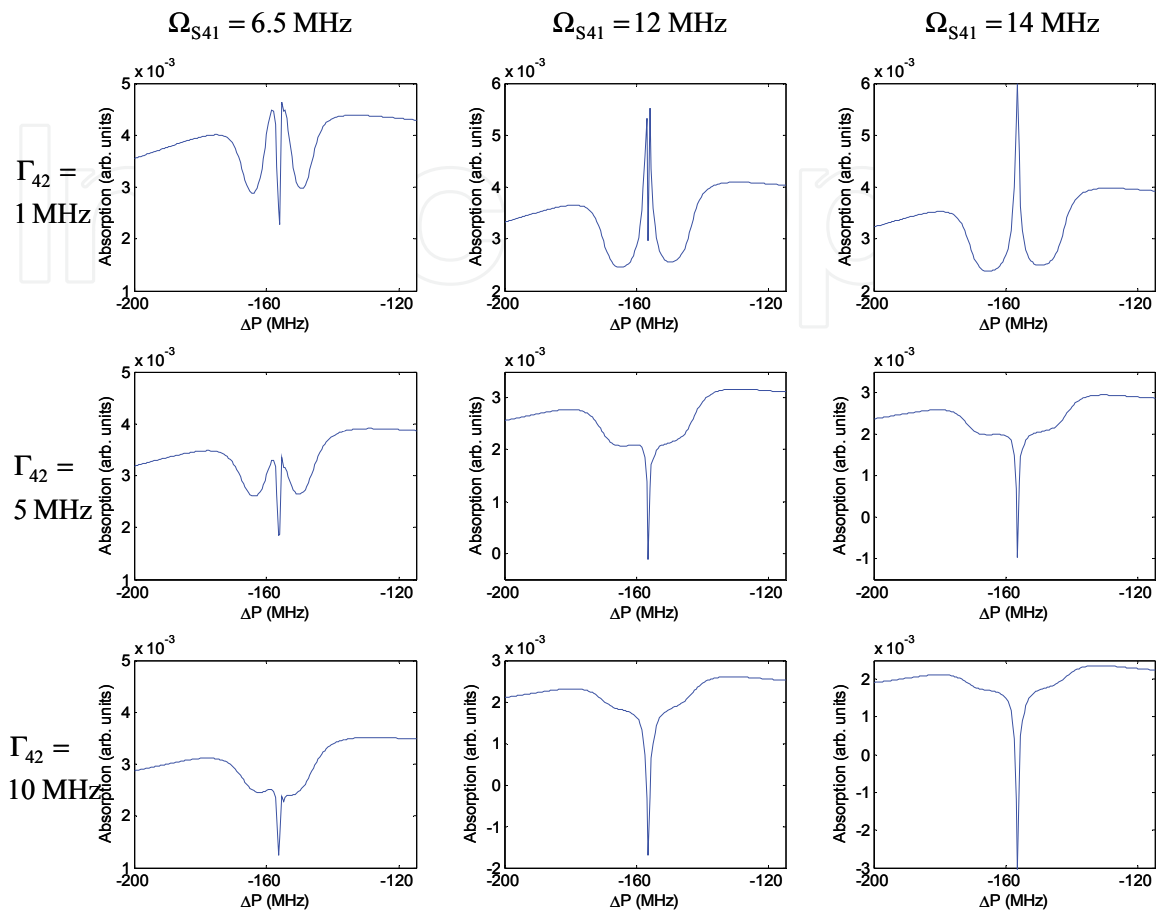 Ω_S41 = 6.5 MHz Ω_S41 = 12 MHz Ω_S41 = 14 MHz
Γ_42 =
1 MHz
x 10^-3
Absorption (arb. units)
5
4
3
2
1
-200 -160 -120
ΔP (MHz)
x 10^-3
Absorption (arb. units)
6
5
4
3
2
-200 -160 -120
ΔP (MHz)
x 10^-3
Absorption (arb. units)
6
5
4
3
2
-200 -160 -120
ΔP (MHz)
Γ_42 =
5 MHz
x 10^-3
Absorption (arb. units)
5
4
3
2
1
-200 -160 -120
ΔP (MHz)
x 10^-3
Absorption (arb. units)
3
2
1
0
-200 -160 -120
ΔP (MHz)
x 10^-3
Absorption (arb. units)
3
2
1
0
-1
-200 -160 -120
ΔP (MHz)
Γ_42 =
10 MHz
x 10^-3
Absorption (arb. units)
5
4
3
2
1
-200 -160 -120
ΔP (MHz)
x 10^-3
Absorption (arb. units)
3
2
1
0
-1
-2
-200 -160 -120
ΔP (MHz)
x 10^-3
Absorption (arb. units)
2
1
0
-1
-2
-3
-200 -160 -120
ΔP (MHz)